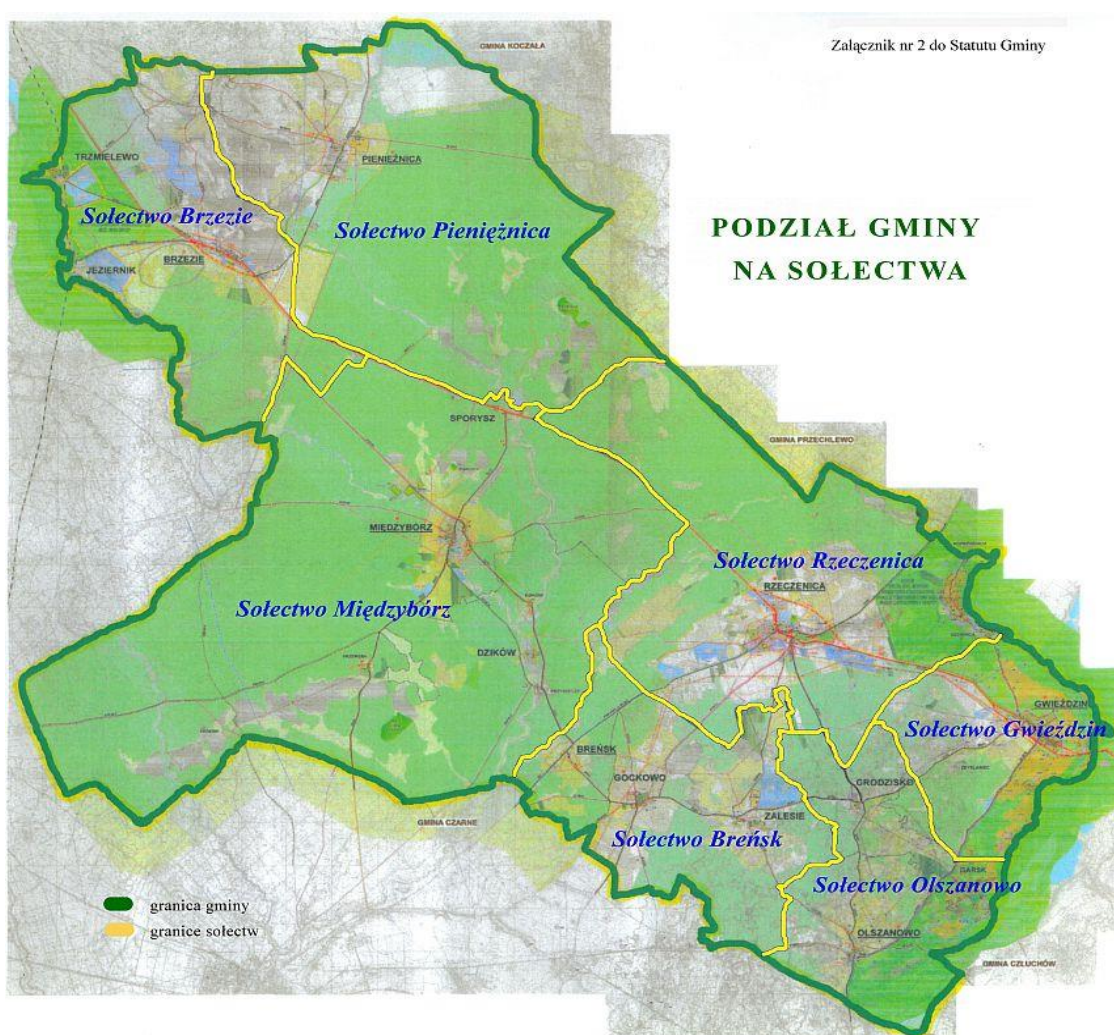 Załącznik nr 2 do Statutu Gminy
GMINA KOCZAŁA
TRZMIELEWO
PIENIĘŻNICA
Sołectwo Brzezie
Sołectwo Pieniężnica
PODZIAŁ GMINY
NA SOŁECTWA
BRZEZIE
JEZIERNIK
SPORYSZ
GMINA PRZECHLEWO
MIĘDZYBÓRZ
Sołectwo Rzeczenica
RZECZENICA
Sołectwo Międzybórz
DZIKÓW
GWIEŹDZIN
Sołectwo Gwieździn
BREŃSK
GOCKOWO
GRODZISKO
ZALESIE
GMINA CZARNE
Sołectwo Breńsk
GARSK
Sołectwo Olszanowo
granica gminy
granice sołectw
OLSZANOWO
GMINA CZŁUCHÓW